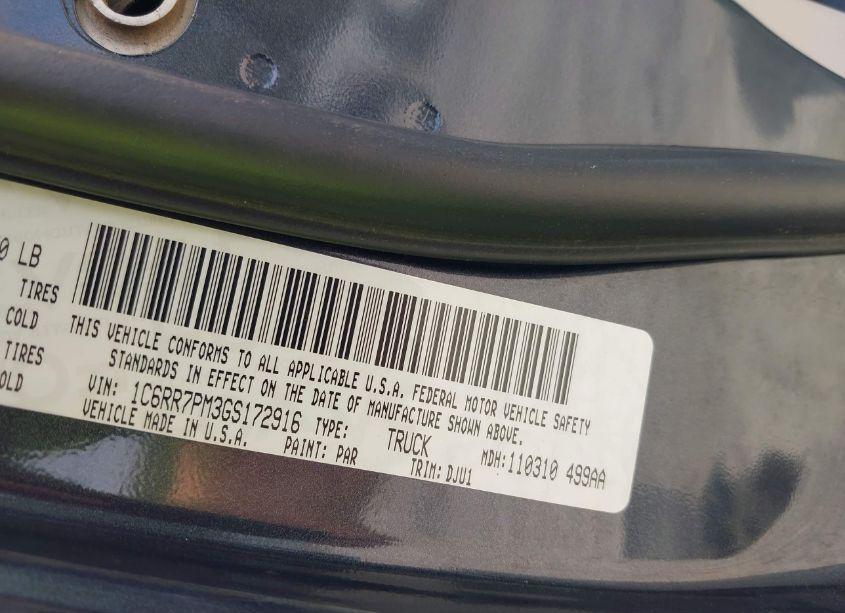 0 LB
TIRES
COLD
TIRES
OLD
THIS VEHICLE CONFORMS TO ALL APPLICABLE U.S.A. FEDERAL MOTOR VEHICLE SAFETY
STANDARDS IN EFFECT ON THE DATE OF MANUFACTURE SHOWN ABOVE.
VIN: 1C6RR7PM3GS172916 TYPE: TRUCK MDH:110310 499AA
VEHICLE MADE IN U.S.A. PAINT: PAR TRIM: DJU1